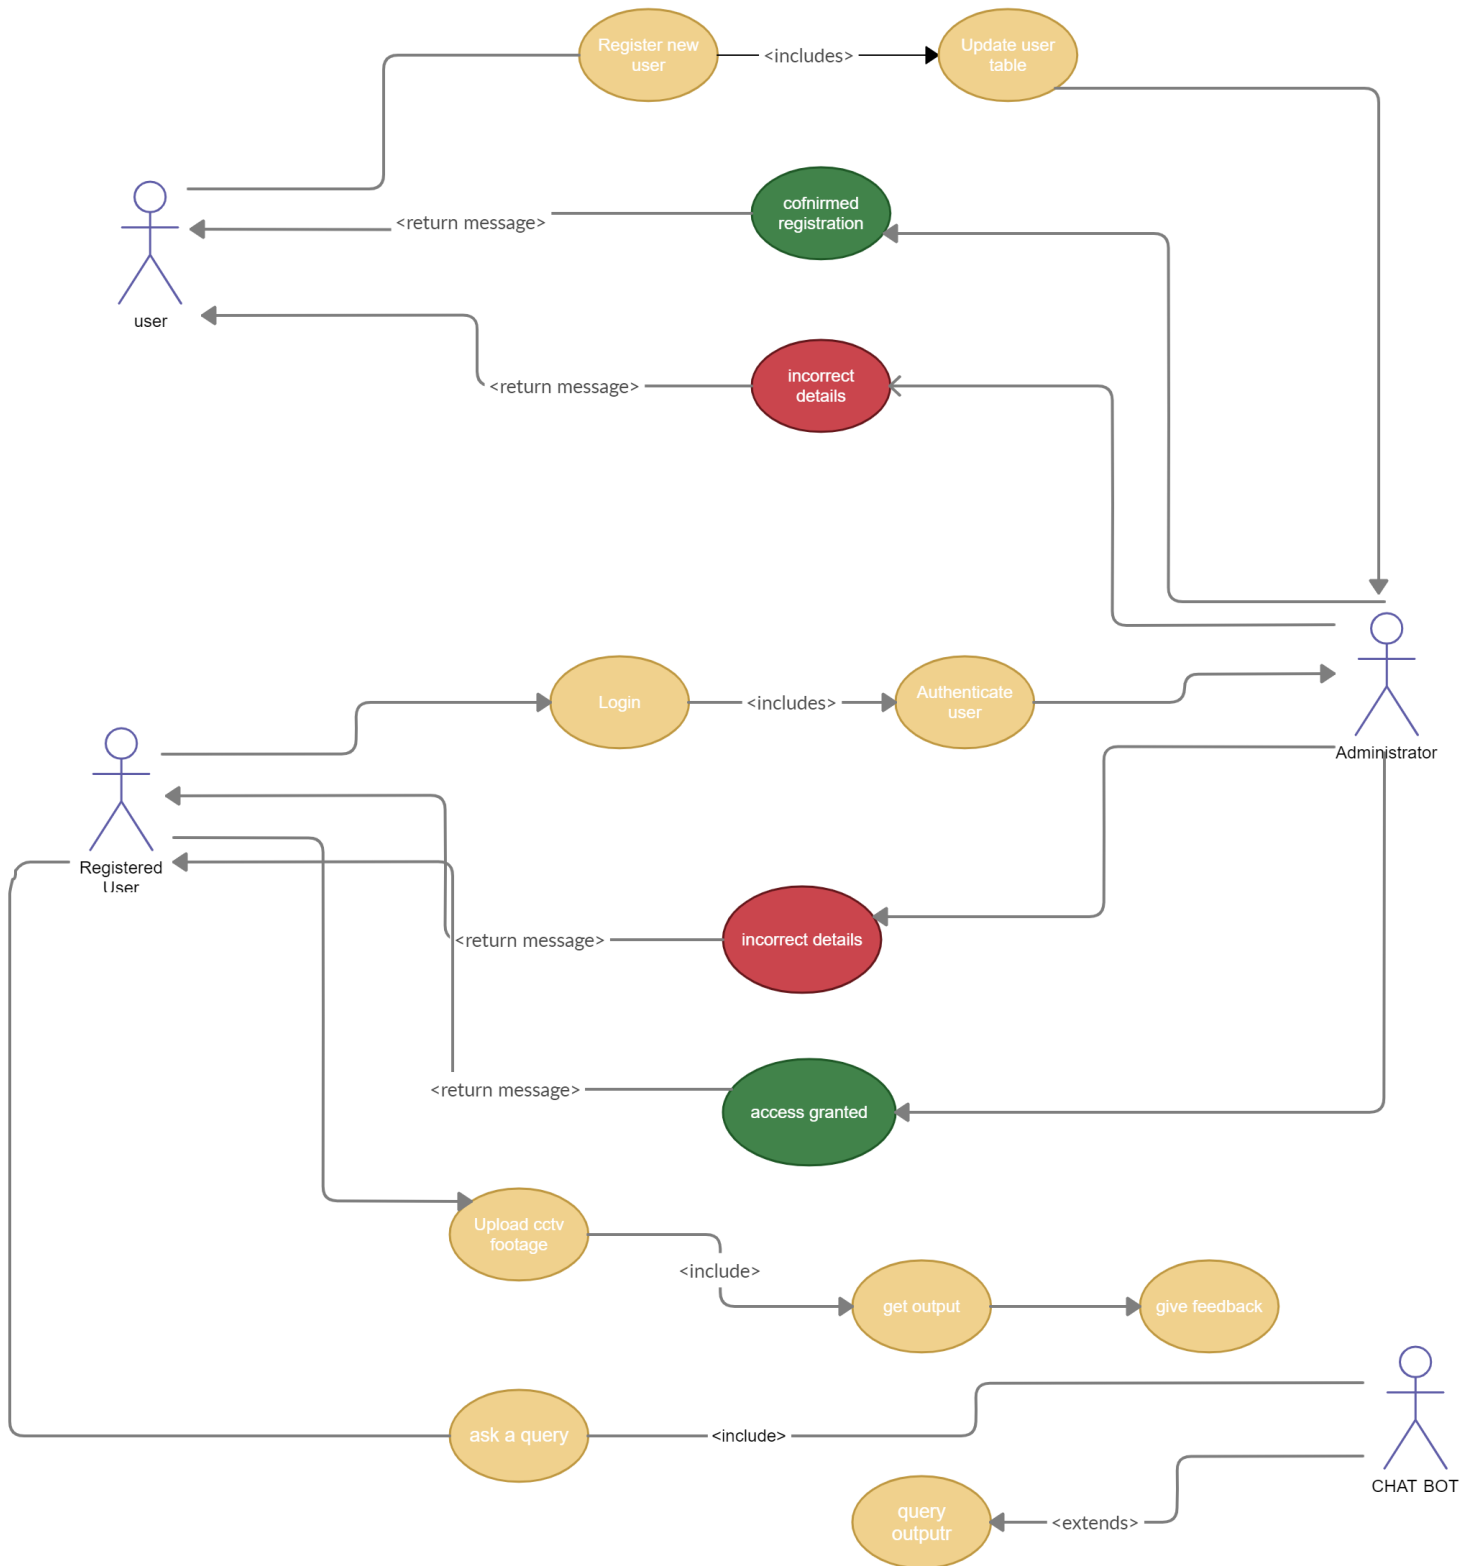 Register new
user
<includes>
Update user
table
cofnirmed
registration
<return message>
user
incorrect
details
<return message>
Login
<includes>
Authenticate
user
Administrator
Registered
User
<return message>
incorrect details
<return message>
access granted
Upload cctv
footage
<include>
get output
give feedback
ask a query
<include>
CHAT BOT
query
outputr
<extends>